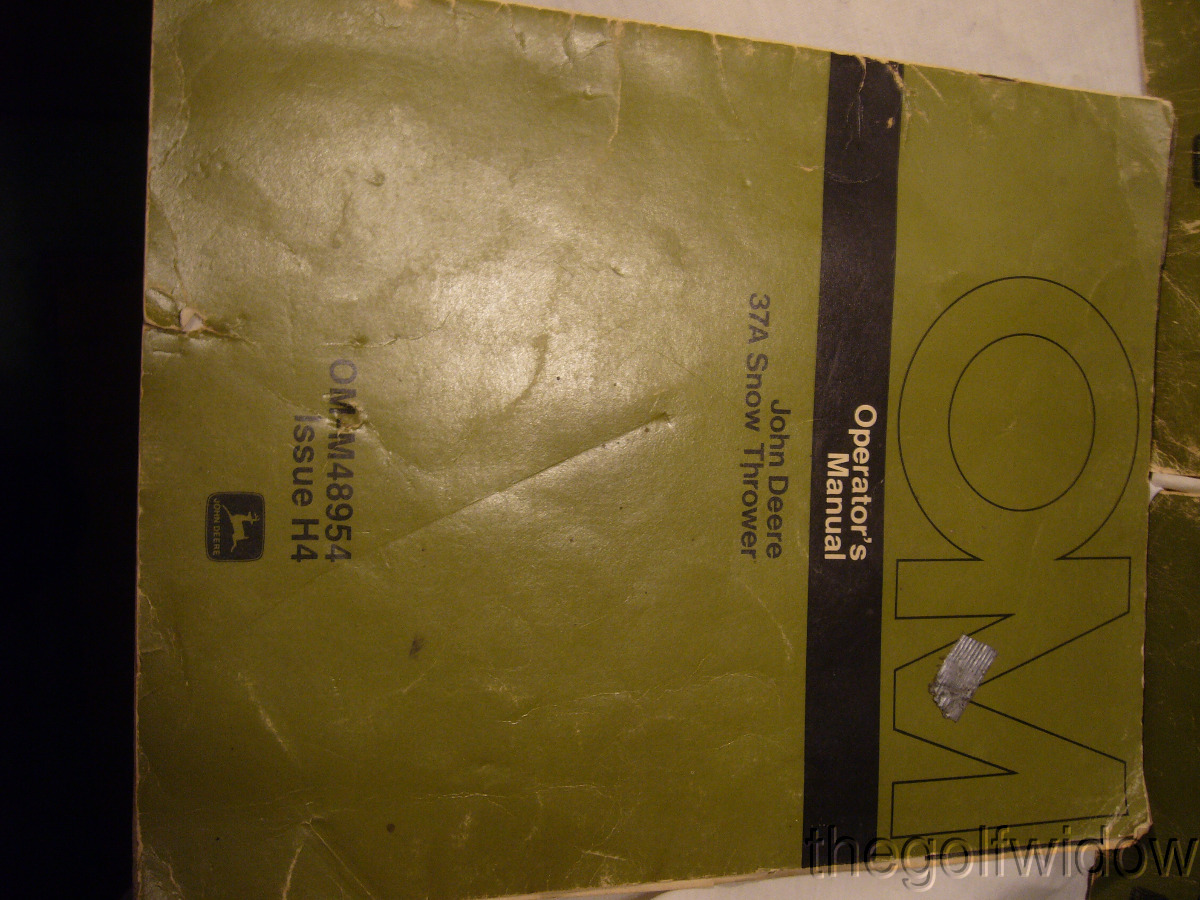 OM
Operator's
Manual
John Deere
37A Snow Thrower
OM-M48954
Issue H4
JOHN DEERE
thegolfwidow